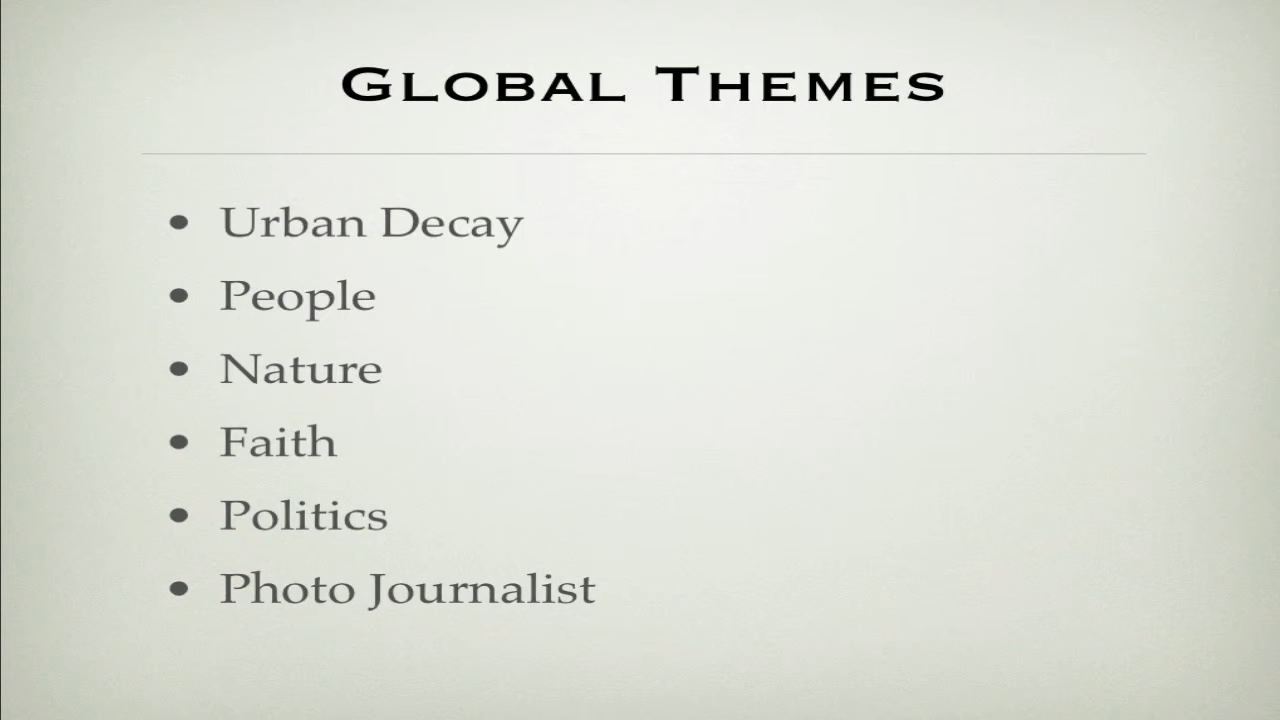 Global Themes
• Urban Decay
• People
• Nature
• Faith
• Politics
• Photo Journalist